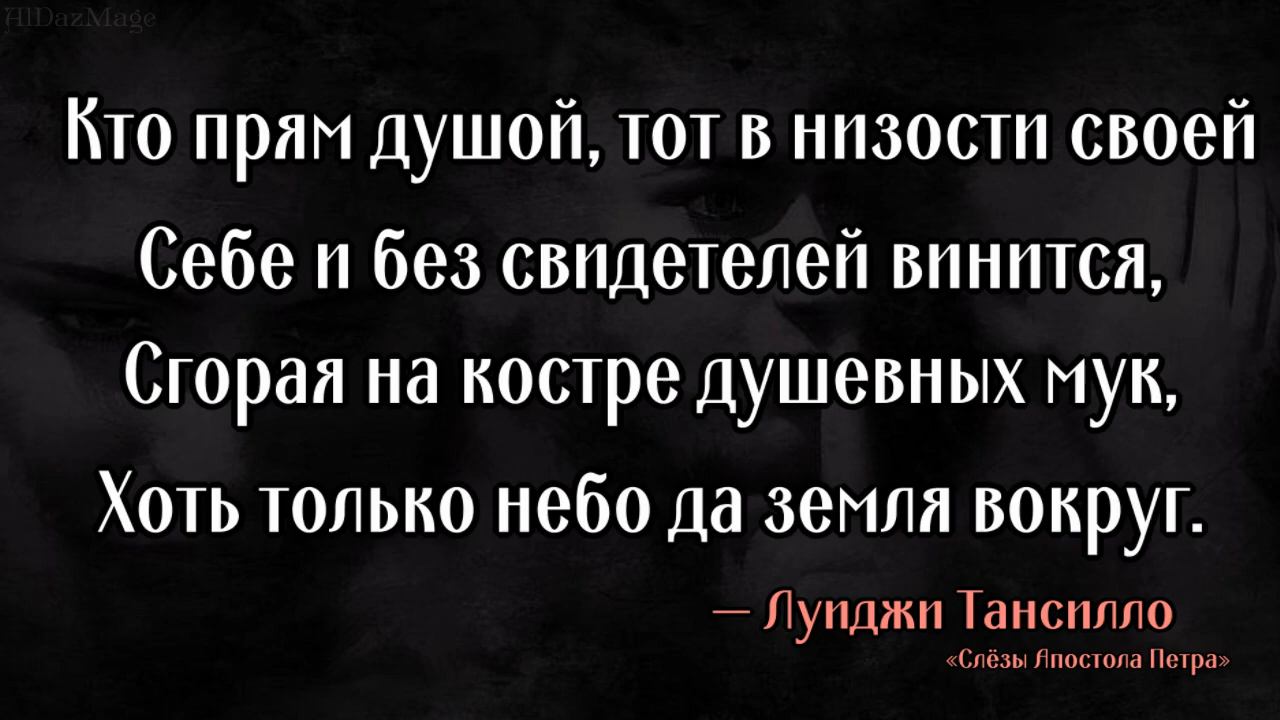 AlDazMage
Кто прям душой, тот в низости своей
Себе и без свидетелей винится,
Сгорая на костре душевных мук,
Хоть только небо да земля вокруг.
— Луиджи Тансилло
«Слёзы Апостола Петра»